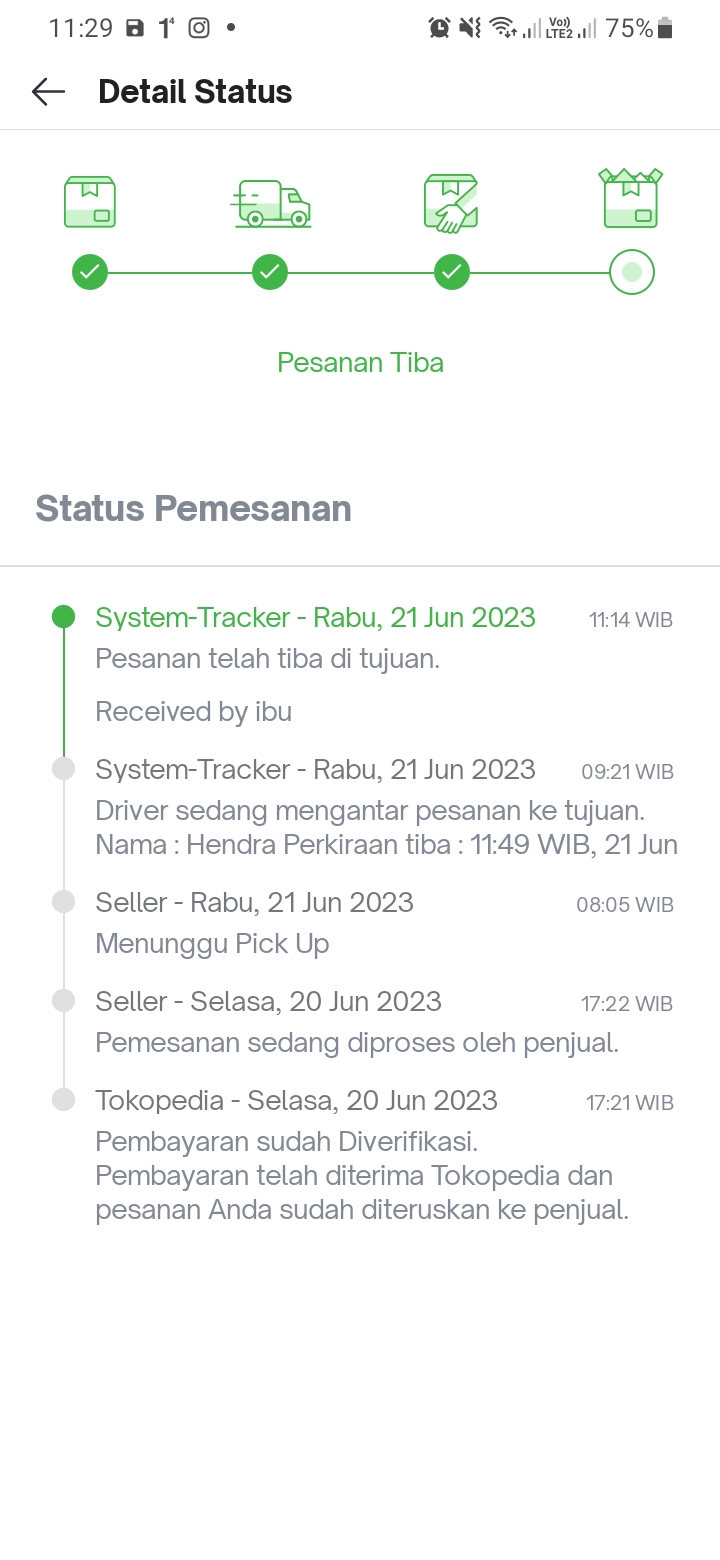 11:29
Vo))
LTE2
75%
Detail Status
Pesanan Tiba
Status Pemesanan
System-Tracker - Rabu, 21 Jun 2023 11:14 WIB
Pesanan telah tiba di tujuan.
Received by ibu
System-Tracker - Rabu, 21 Jun 2023 09:21 WIB
Driver sedang mengantar pesanan ke tujuan.
Nama : Hendra Perkiraan tiba : 11:49 WIB, 21 Jun
Seller - Rabu, 21 Jun 2023 08:05 WIB
Menunggu Pick Up
Seller - Selasa, 20 Jun 2023 17:22 WIB
Pemesanan sedang diproses oleh penjual.
Tokopedia - Selasa, 20 Jun 2023 17:21 WIB
Pembayaran sudah Diverifikasi.
Pembayaran telah diterima Tokopedia dan
pesanan Anda sudah diteruskan ke penjual.